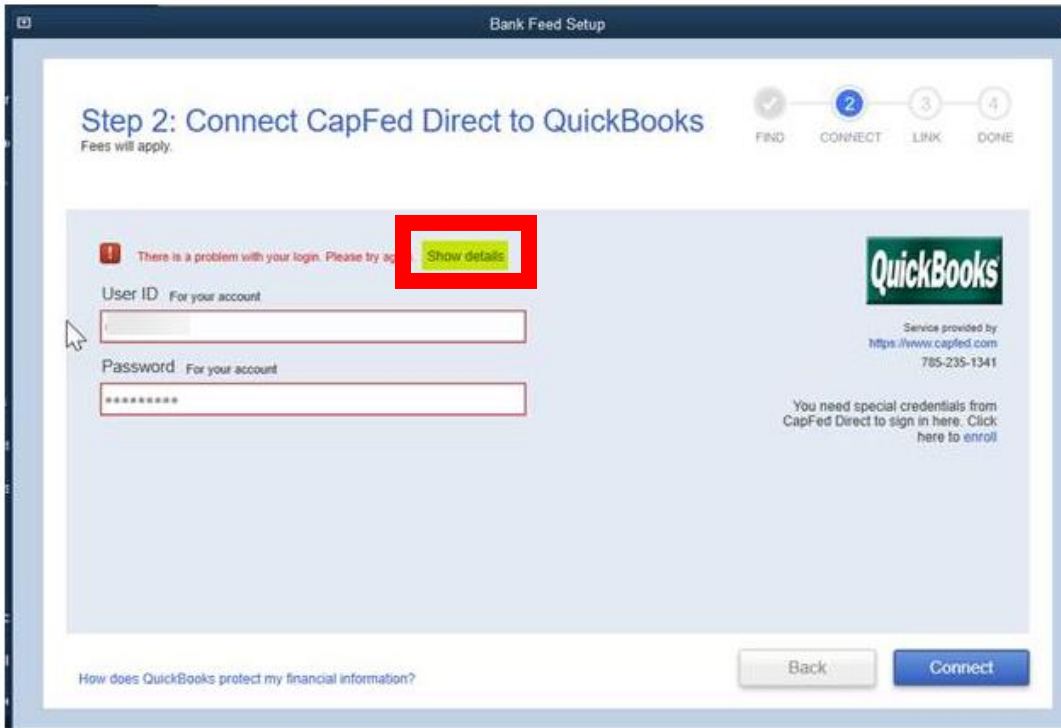 Bank Feed Setup
Step 2: Connect CapFed Direct to QuickBooks
Fees will apply.
2 3 4
FIND CONNECT LINK DONE
! There is a problem with your login. Please try Show details
User ID For your account
Password For your account
*********
QuickBooks
Service provided by
https://www.capfed.com
785-235-1341
You need special credentials from
CapFed Direct to sign in here. Click
here to enroll
How does QuickBooks protect my financial information?
Back Connect